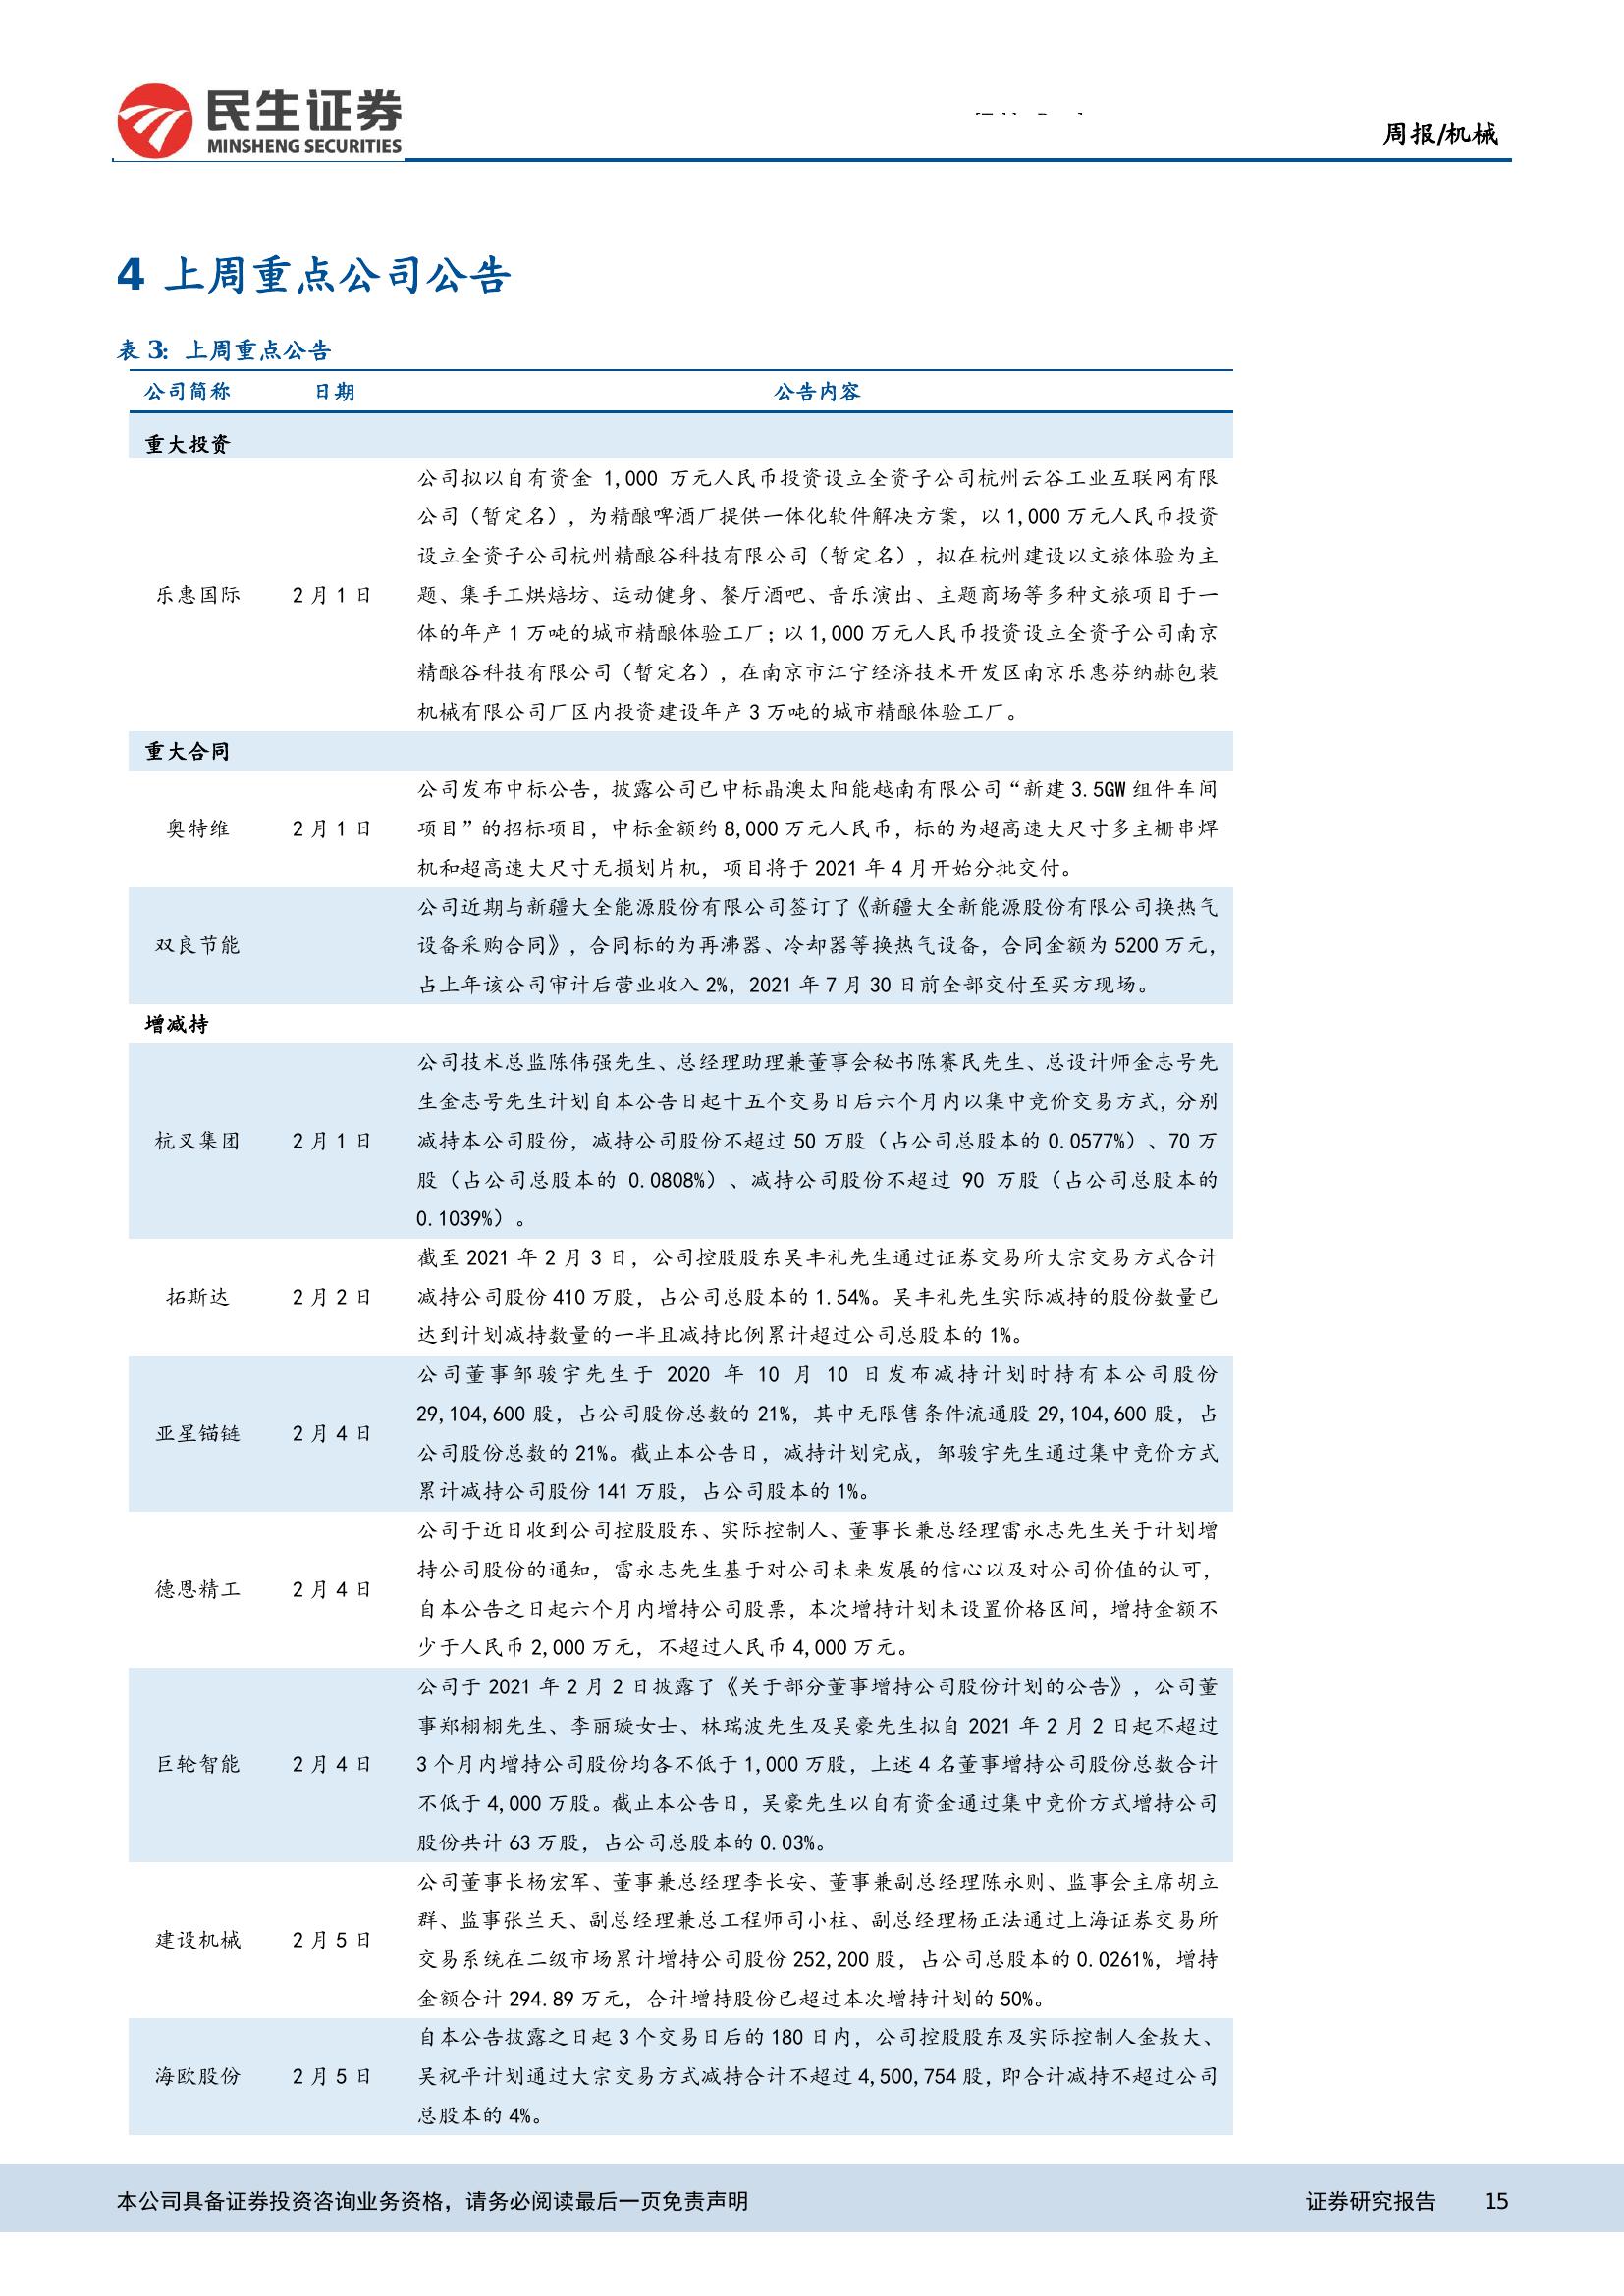 民生证券
MINSHENG SECURITIES
周报/机械
4 上周重点公司公告
表 3: 上周重点公告
公司简称 日期 公告内容
重大投资
公司拟以自有资金 1,000 万元人民币投资设立全资子公司杭州云谷工业互联网有限
公司（暂定名），为精酿啤酒厂提供一体化软件解决方案，以 1,000 万元人民币投资
设立全资子公司杭州精酿谷科技有限公司（暂定名），拟在杭州建设以文旅体验为主
乐惠国际 2 月 1 日 题、集手工烘焙坊、运动健身、餐厅酒吧、音乐演出、主题商场等多种文旅项目于一
体的年产 1 万吨的城市精酿体验工厂；以 1,000 万元人民币投资设立全资子公司南京
精酿谷科技有限公司（暂定名），在南京市江宁经济技术开发区南京乐惠芬纳赫包装
机械有限公司厂区内投资建设年产 3 万吨的城市精酿体验工厂。
重大合同
公司发布中标公告，披露公司已中标晶澳太阳能越南有限公司“新建 3.5GW 组件车间
奥特维 2 月 1 日 项目”的招标项目，中标金额约 8,000 万元人民币，标的为超高速大尺寸多主栅串焊
机和超高速大尺寸无损划片机，项目将于 2021 年 4 月开始分批交付。
公司近期与新疆大全能源股份有限公司签订了《新疆大全新能源股份有限公司换热气
双良节能 设备采购合同》，合同标的为再沸器、冷却器等换热气设备，合同金额为 5200 万元，
占上年该公司审计后营业收入 2%，2021 年 7 月 30 日前全部交付至买方现场。
增减持
公司技术总监陈伟强先生、总经理助理兼董事会秘书陈赛民先生、总设计师金志号先
生金志号先生计划自本公告日起十五个交易日后六个月内以集中竞价交易方式，分别
杭叉集团 2 月 1 日 减持本公司股份，减持公司股份不超过 50 万股（占公司总股本的 0.0577%）、70 万
股（占公司总股本的 0.0808%）、减持公司股份不超过 90 万股（占公司总股本的
0.1039%）。
截至 2021 年 2 月 3 日，公司控股股东吴丰礼先生通过证券交易所大宗交易方式合计
拓斯达 2 月 2 日 减持公司股份 410 万股，占公司总股本的 1.54%。吴丰礼先生实际减持的股份数量已
达到计划减持数量的一半且减持比例累计超过公司总股本的 1%。
公司董事邹骏宇先生于 2020 年 10 月 10 日发布减持计划时持有本公司股份
29,104,600 股，占公司股份总数的 21%，其中无限售条件流通股 29,104,600 股，占
亚星锚链 2 月 4 日 公司股份总数的 21%。截止本公告日，减持计划完成，邹骏宇先生通过集中竞价方式
累计减持公司股份 141 万股，占公司股本的 1%。
公司于近日收到公司控股股东、实际控制人、董事长兼总经理雷永志先生关于计划增
持公司股份的通知，雷永志先生基于对公司未来发展的信心以及对公司价值的认可，
德恩精工 2 月 4 日 自本公告之日起六个月内增持公司股票，本次增持计划未设置价格区间，增持金额不
少于人民币 2,000 万元，不超过人民币 4,000 万元。
公司于 2021 年 2 月 2 日披露了《关于部分董事增持公司股份计划的公告》，公司董
事郑栩栩先生、李丽璇女士、林瑞波先生及吴豪先生拟自 2021 年 2 月 2 日起不超过
巨轮智能 2 月 4 日 3 个月内增持公司股份均各不低于 1,000 万股，上述 4 名董事增持公司股份总数合计
不低于 4,000 万股。截止本公告日，吴豪先生以自有资金通过集中竞价方式增持公司
股份共计 63 万股，占公司总股本的 0.03%。
公司董事长杨宏军、董事兼总经理李长安、董事兼副总经理陈永则、监事会主席胡立
群、监事张兰天、副总经理兼总工程师司小柱、副总经理杨正法通过上海证券交易所
建设机械 2 月 5 日 交易系统在二级市场累计增持公司股份 252,200 股，占公司总股本的 0.0261%，增持
金额合计 294.89 万元，合计增持股份已超过本次增持计划的 50%。
自本公告披露之日起 3 个交易日后的 180 日内，公司控股股东及实际控制人金敖大、
海欧股份 2 月 5 日 吴祝平计划通过大宗交易方式减持合计不超过 4,500,754 股，即合计减持不超过公司
总股本的 4%。
本公司具备证券投资咨询业务资格，请务必阅读最后一页免责声明 证券研究报告 15